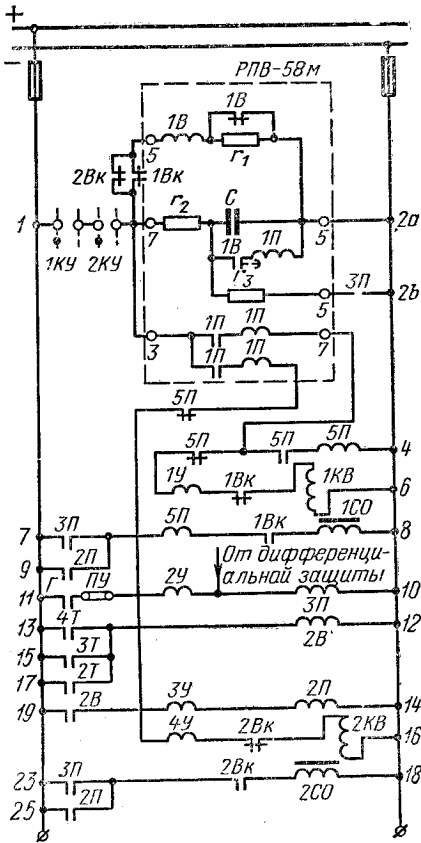 +
−
РПВ-58м
1В
1В
5
r₁
2Вк
1Вк
C
1
r₂
7
5
2а
1В
1П
1КУ
2КУ
3
5
3П
2b
3
1П
1П
7
1П
1П
5П
5П
5П
5П
4
1У
1Вк
1КВ
6
1СО
7
3П
5П
1Вк
8
9
2П
От дифференци-
альной защиты
11
Г
ПУ
2У
10
3П
13
4Т
12
2В
15
3Т
17
2Т
19
2В
3У
2П
14
4У
2Вк
2КВ
16
23
3П
2Вк
18
2СО
25
2П